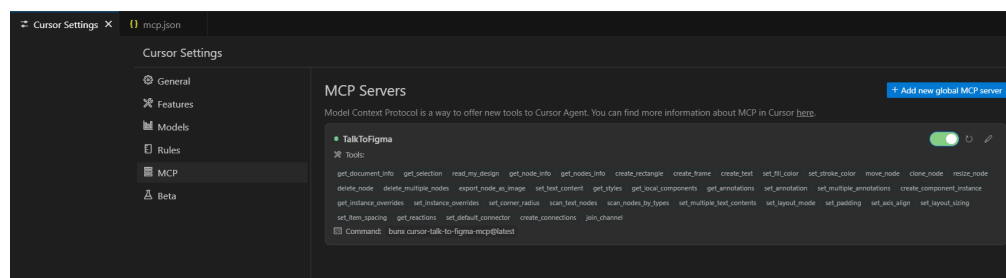 Cursor Settings
{} mcp.json
Cursor Settings
General
Features
Models
Rules
MCP
Beta
MCP Servers
+ Add new global MCP server
Model Context Protocol is a way to offer new tools to Cursor Agent. You can find more information about MCP in Cursor here.
TalkToFigma
Tools:
get_document_info get_selection read_my_design get_node_info get_nodes_info create_rectangle create_frame create_text set_fill_color set_stroke_color move_node clone_node resize_node
delete_node delete_multiple_nodes export_node_as_image set_text_content get_styles get_local_components get_annotations set_annotation set_multiple_annotations create_component_instance
get_instance_overrides set_instance_overrides set_corner_radius scan_text_nodes scan_nodes_by_types set_multiple_text_contents set_layout_mode set_padding set_axis_align set_layout_sizing
set_item_spacing get_reactions set_default_connector create_connections join_channel
Command: bunx cursor-talk-to-figma-mcp@latest